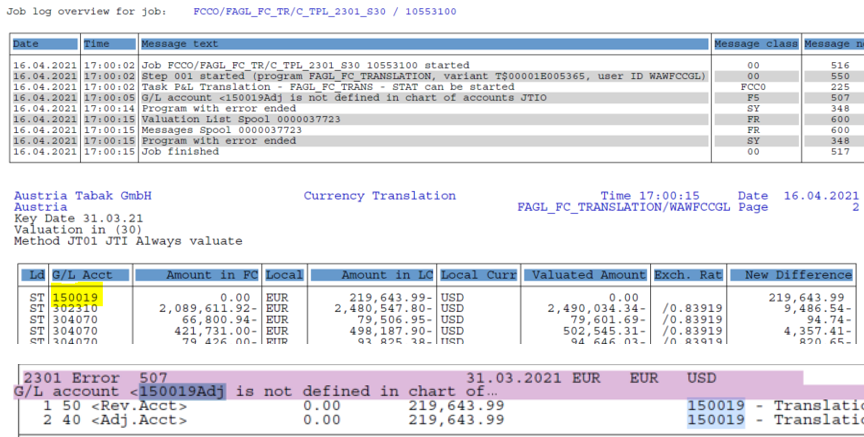 Job log overview for job: FCCO/FAGL_FC_TR/C_TPL_2301_S30 / 10553100
Date Time Message text Message class Message n
16.04.2021 17:00:02 Job FCCO/FAGL_FC_TR/C_TPL_2301_S30 10553100 started 00 516
16.04.2021 17:00:02 Step 001 started (program FAGL_FC_TRANSLATION, variant T$00001E005365, user ID WAWFCCGL) 00 550
16.04.2021 17:00:02 Task P&L Translation - FAGL_FC_TRANS - STAT can be started FCC0 225
16.04.2021 17:00:05 G/L account <150019Adj is not defined in chart of accounts JTIO F5 507
16.04.2021 17:00:14 Program with error ended SY 348
16.04.2021 17:00:15 Valuation List Spool 0000037723 FR 600
16.04.2021 17:00:15 Messages Spool 0000037723 FR 600
16.04.2021 17:00:15 Program with error ended SY 348
16.04.2021 17:00:15 Job finished 00 517
Austria Tabak GmbH Currency Translation Time 17:00:15 Date 16.04.2021
Austria FAGL_FC_TRANSLATION/WAWFCCGL Page 2
Key Date 31.03.21
Valuation in (30)
Method JT01 JTI Always valuate
Ld G/L Acct Amount in FC Local Amount in LC Local Curr Valuated Amount Exch. Rat New Difference
ST 150019 0.00 EUR 219,643.99- USD 0.00 219,643.99
ST 302310 2,089,611.92- EUR 2,480,547.80- USD 2,490,034.34- /0.83919 9,486.54-
ST 304070 66,800.94- EUR 79,506.95- USD 79,601.69- /0.83919 94.74-
ST 304070 421,731.00- EUR 498,187.90- USD 502,545.31- /0.83919 4,357.41-
ST 304070 79,426.00- EUR 93,825.38- USD 94,646.03- /0.83919 820.65-
2301 Error 507 31.03.2021 EUR EUR USD
G/L account <150019Adj is not defined in chart of…
1 50 <Rev.Acct> 0.00 219,643.99 150019 - Translatio
2 40 <Adj.Acct> 0.00 219,643.99 150019 - Translatio